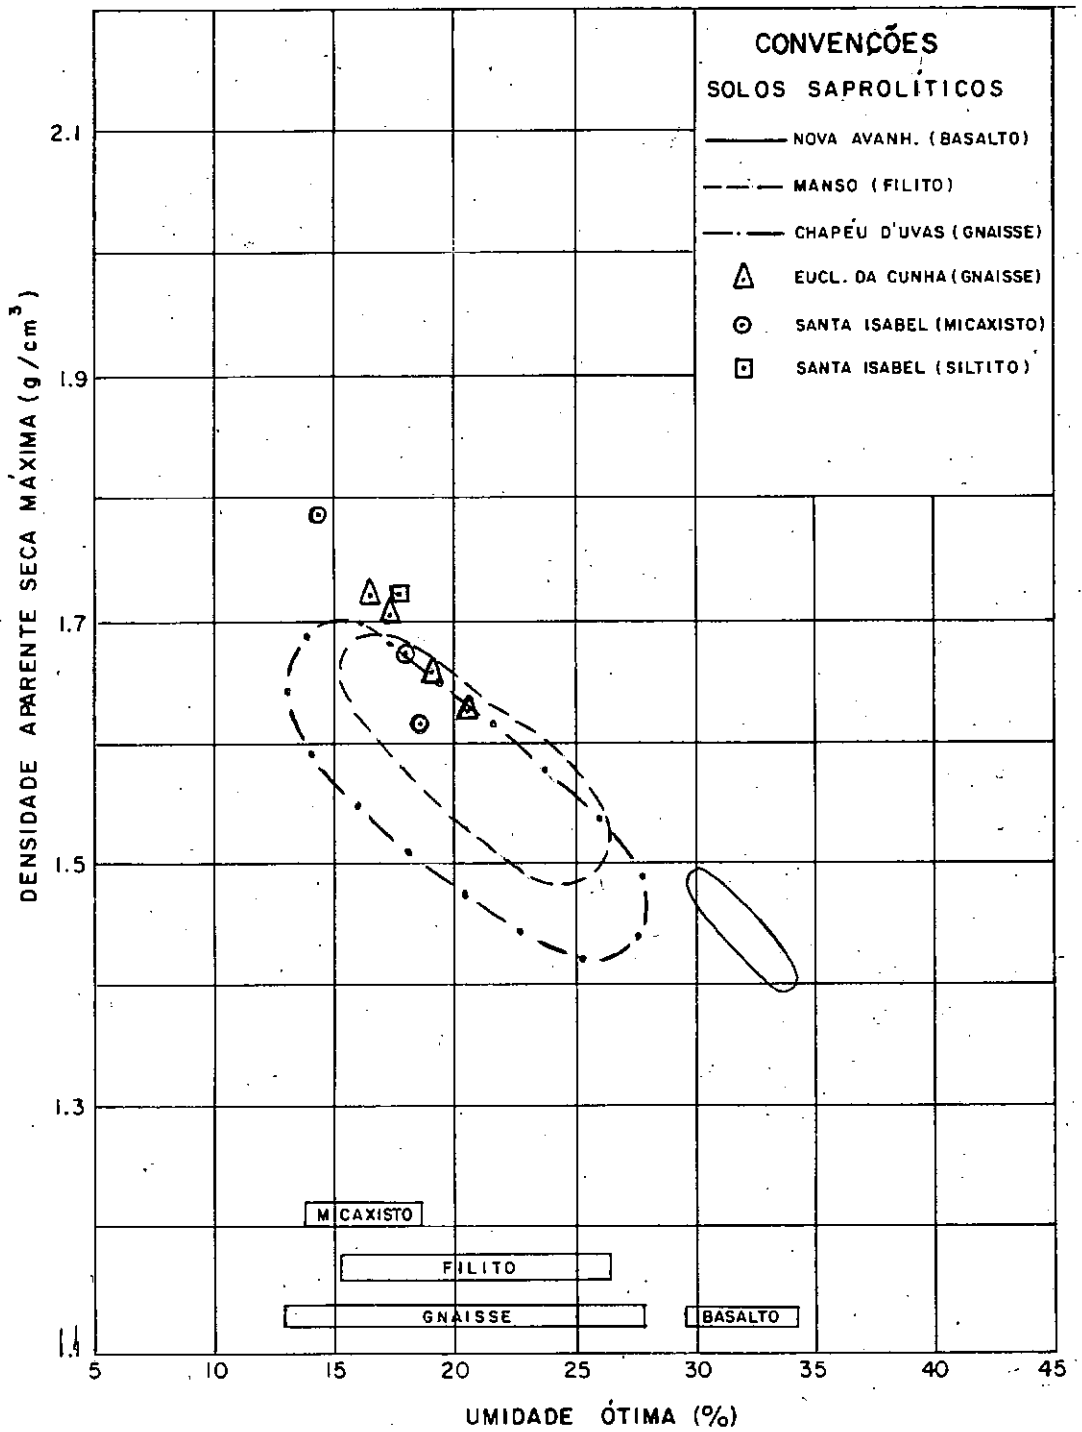 CONVENÇÕES
SOLOS SAPROLÍTICOS
NOVA AVANH. (BASALTO)
MANSO (FILITO)
CHAPÉU D'UVAS (GNAISSE)
EUCL. DA CUNHA (GNAISSE)
SANTA ISABEL (MICAXISTO)
SANTA ISABEL (SILTITO)
DENSIDADE APARENTE SECA MÁXIMA (g/cm³)
2.1
1.9
1.7
1.5
1.3
1.1
MICAXISTO
FILITO
GNAISSE
BASALTO
5 10 15 20 25 30 35 40 45
UMIDADE ÓTIMA (%)